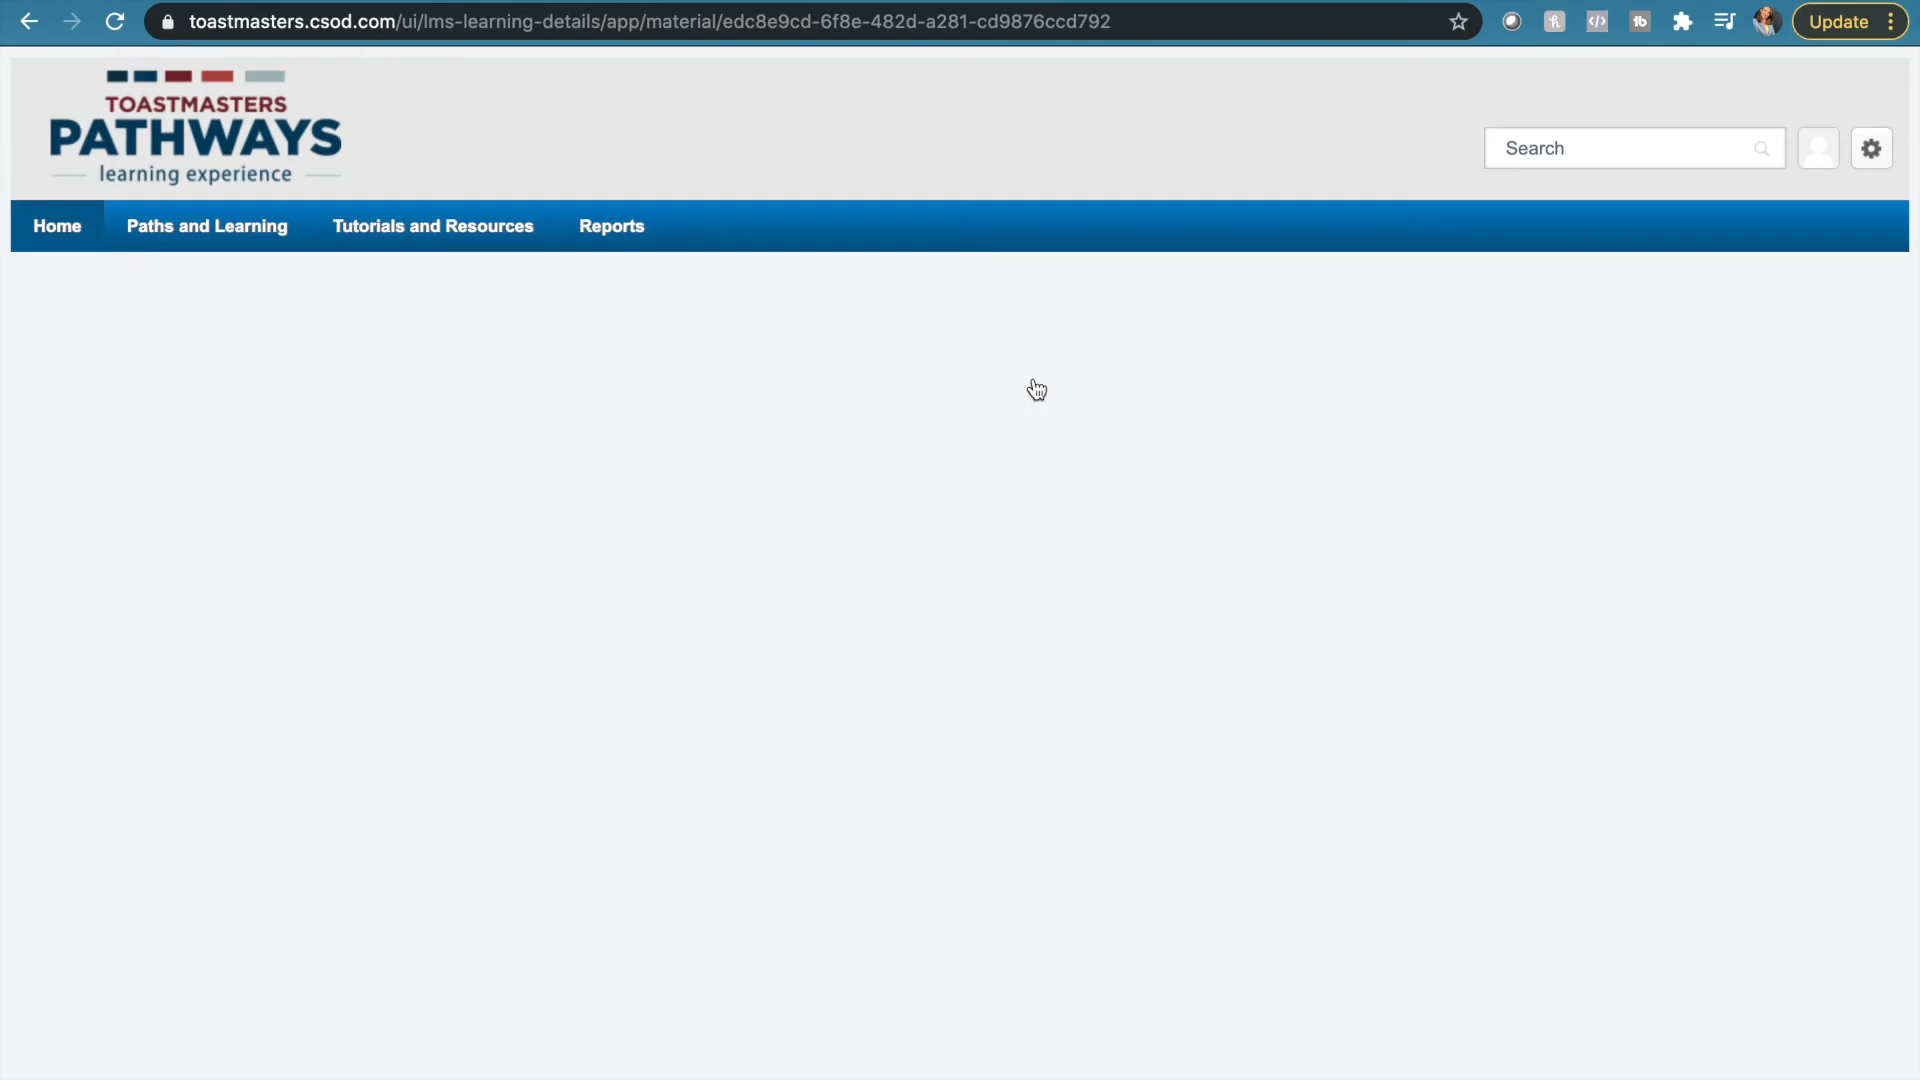 toastmasters.csod.com/ui/lms-learning-details/app/material/edc8e9cd-6f8e-482d-a281-cd9876ccd792
Update
TOASTMASTERS
PATHWAYS
learning experience
Search
Home
Paths and Learning
Tutorials and Resources
Reports